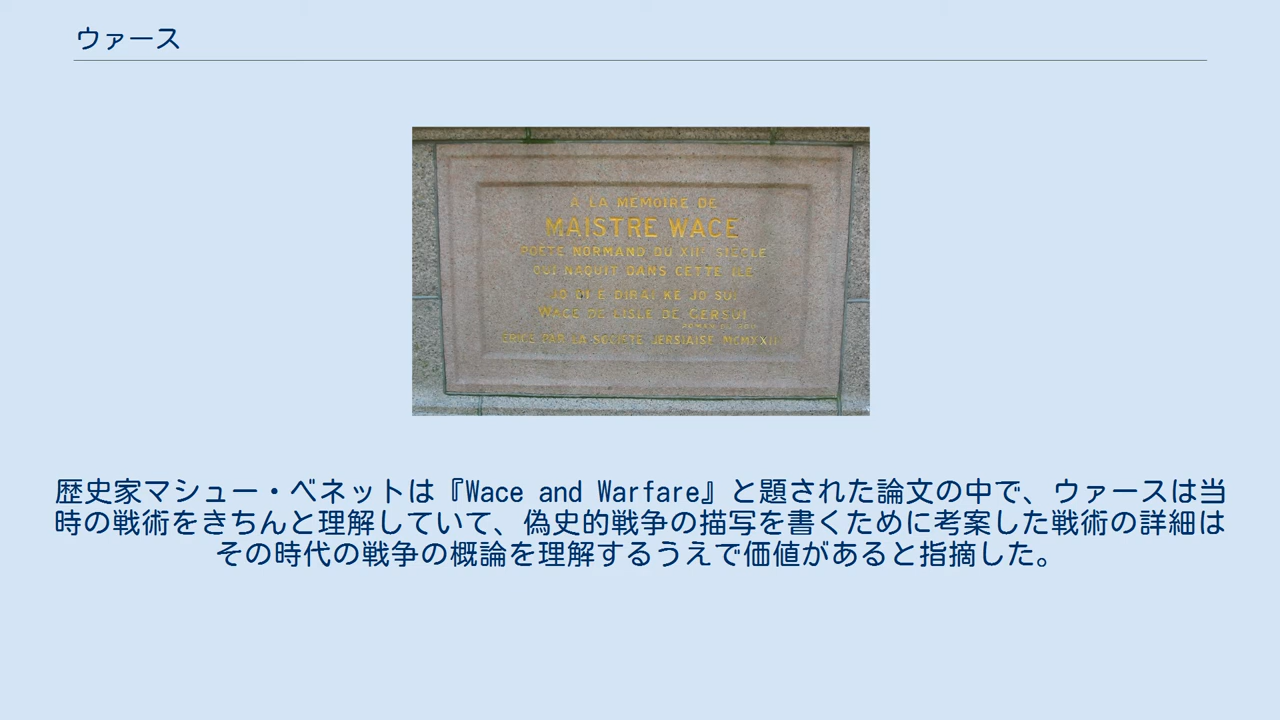 ウァース
A LA MÉMOIRE DE
MAISTRE WACE
POÈTE NORMAND DU XIIE SIÈCLE
QUI NAQUIT DANS CETTE ILE
DIRAI KE JO SUI
WACE DE L'ISLE DE GERSUI
ÉRIGÉ PAR LA SOCIÉTÉ JERSIAISE
歴史家マシュー・ベネットは『Wace and Warfare』と題された論文の中で、ウァースは当
時の戦術をきちんと理解していて、偽史的戦争の描写を書くために考案した戦術の詳細は
その時代の戦争の概論を理解するうえで価値があると指摘した。